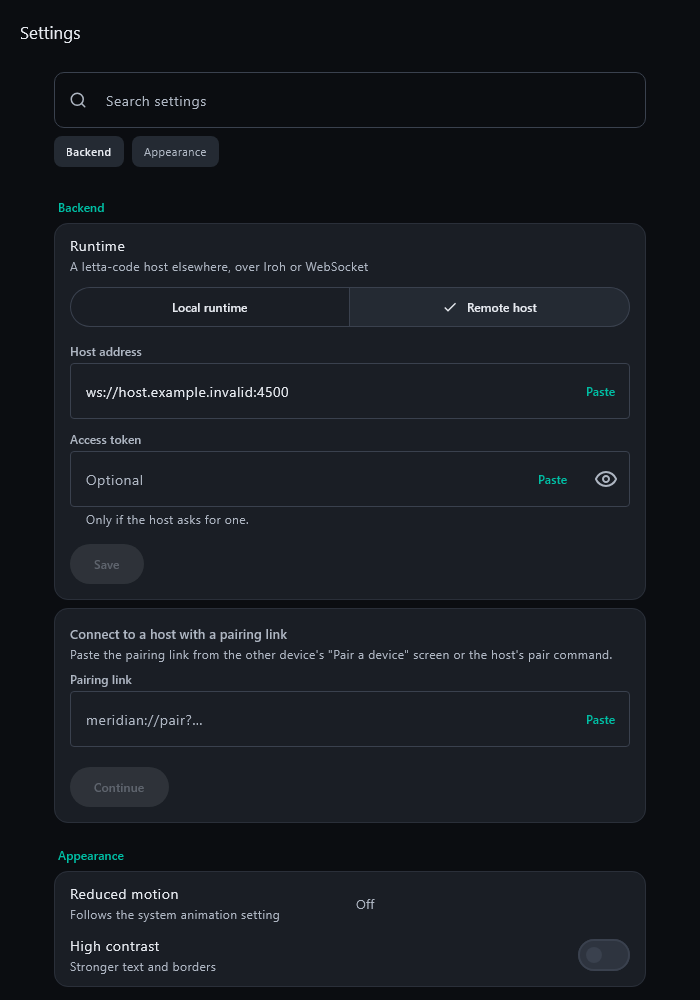 Settings
Search settings
Backend
Appearance
Backend
Runtime
A letta-code host elsewhere, over Iroh or WebSocket
Local runtime
Remote host
Host address
ws://host.example.invalid:4500
Paste
Access token
Optional
Paste
Only if the host asks for one.
Save
Connect to a host with a pairing link
Paste the pairing link from the other device's "Pair a device" screen or the host's pair command.
Pairing link
meridian://pair?...
Paste
Continue
Appearance
Reduced motion
Follows the system animation setting
Off
High contrast
Stronger text and borders